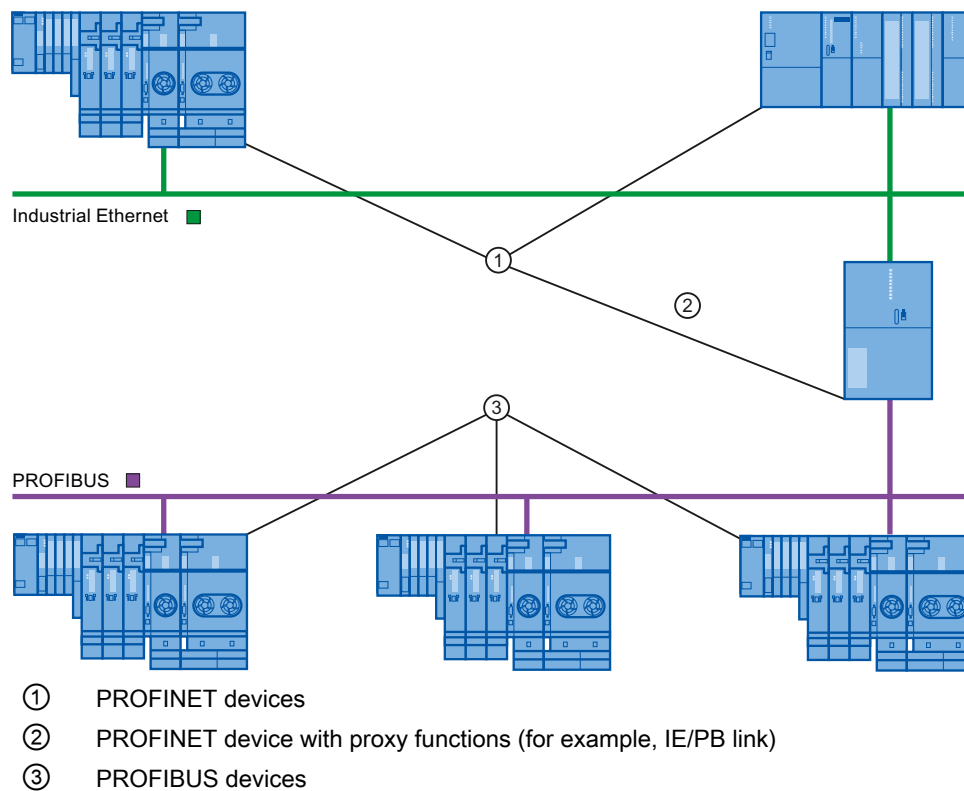 Industrial Ethernet
1
2
3
PROFIBUS
1 PROFINET devices
2 PROFINET device with proxy functions (for example, IE/PB link)
3 PROFIBUS devices